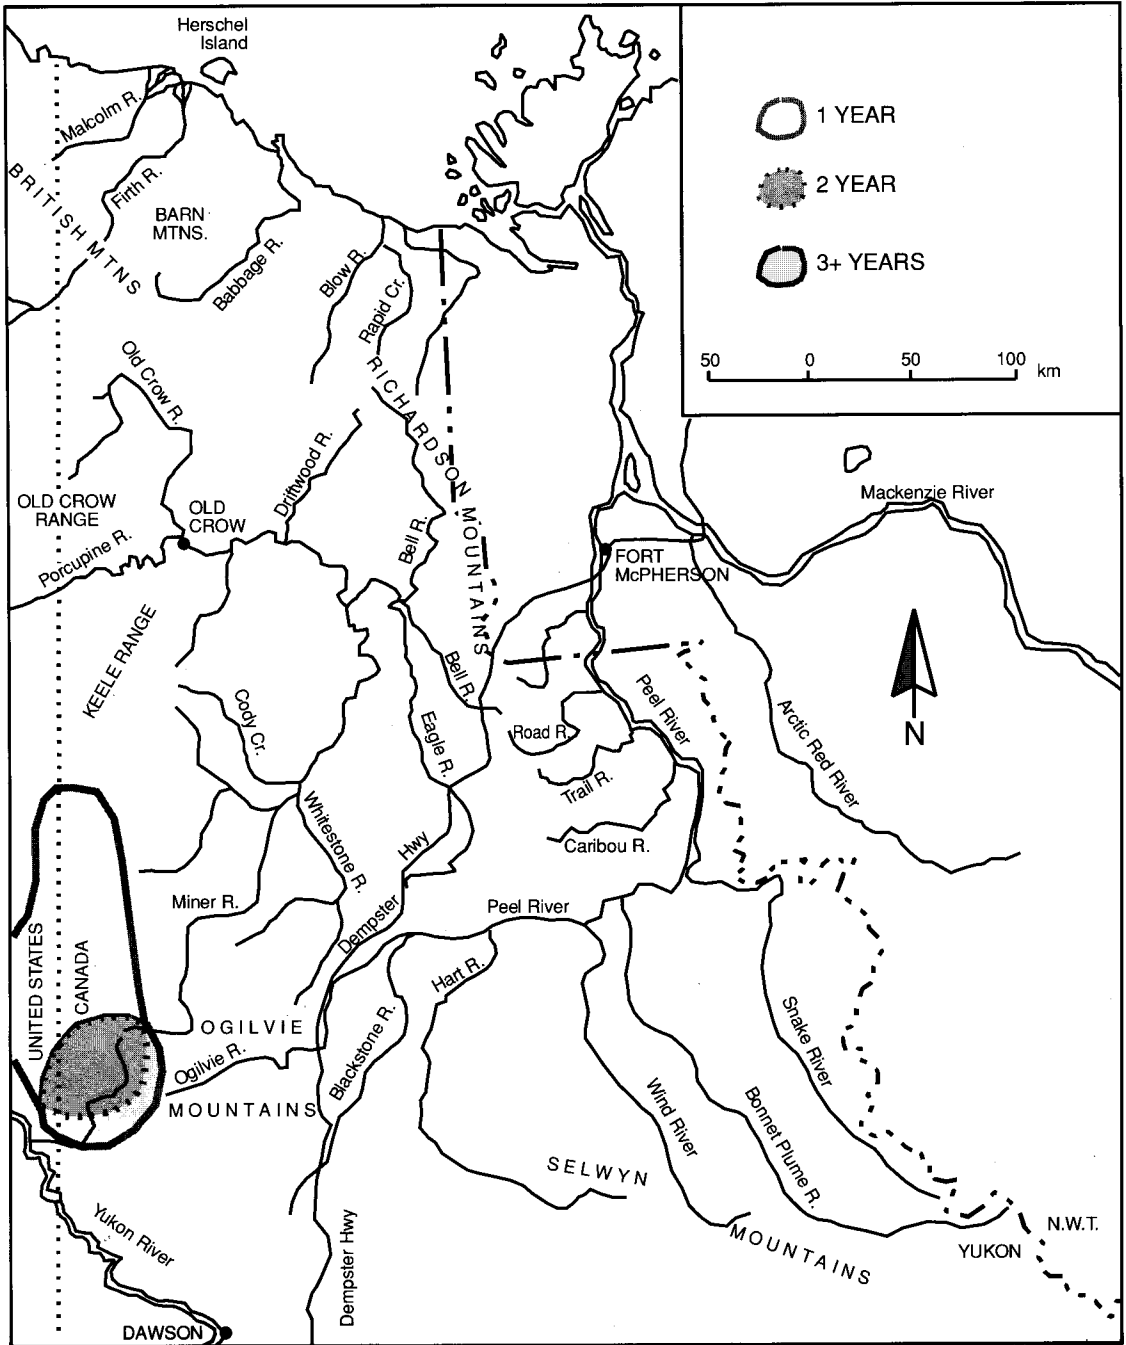 Herschel
Island
1 YEAR
2 YEAR
3+ YEARS
50
0
50
100
km
Malcolm R.
Firth R.
BRITISH MTNS
BARN
MTNS.
Babbage R.
Blow R.
Rapid Cr.
Old Crow R.
RICHARDSON MOUNTAINS
Driftwood R.
OLD CROW
RANGE
OLD
CROW
Porcupine R.
Bell R.
Mackenzie River
FORT
McPHERSON
KEELE RANGE
Bell R.
Cody Cr.
Eagle R.
Road R.
Peel River
Arctic Red River
N
Trail R.
Caribou R.
Whitestone R.
Hwy
Dempster
Miner R.
Peel River
UNITED STATES
CANADA
Hart R.
OGILVIE
Ogilvie R.
MOUNTAINS
Blackstone R.
Snake River
Wind River
Bonnet Plume R.
SELWYN
MOUNTAINS
Yukon River
Dempster Hwy
N.W.T.
YUKON
DAWSON